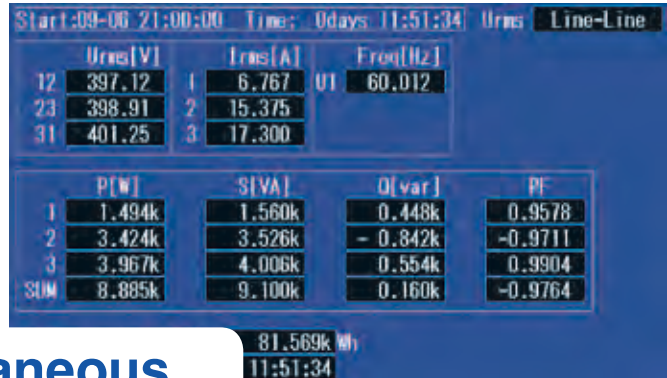 Start:09-06 21:00:00 Time: 0days 11:51:34 Urms Line-Line
Urms[V] Irms[A] Freq[Hz]
12 397.12 1 6.767 U1 60.012
23 398.91 2 15.375
31 401.25 3 17.300
P[W] S[VA] Q[var] PF
1 1.494k 1.560k 0.448k 0.9578
2 3.424k 3.526k - 0.842k -0.9711
3 3.967k 4.006k 0.554k 0.9904
SUM 8.885k 9.100k 0.160k -0.9764
81.569k Wh
aneous 11:51:34